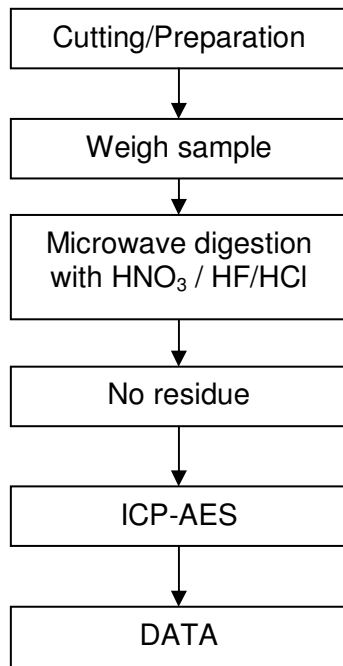 Cutting/Preparation
Weigh sample
Microwave digestion
with HNO₃ / HF/HCl
No residue
ICP-AES
DATA